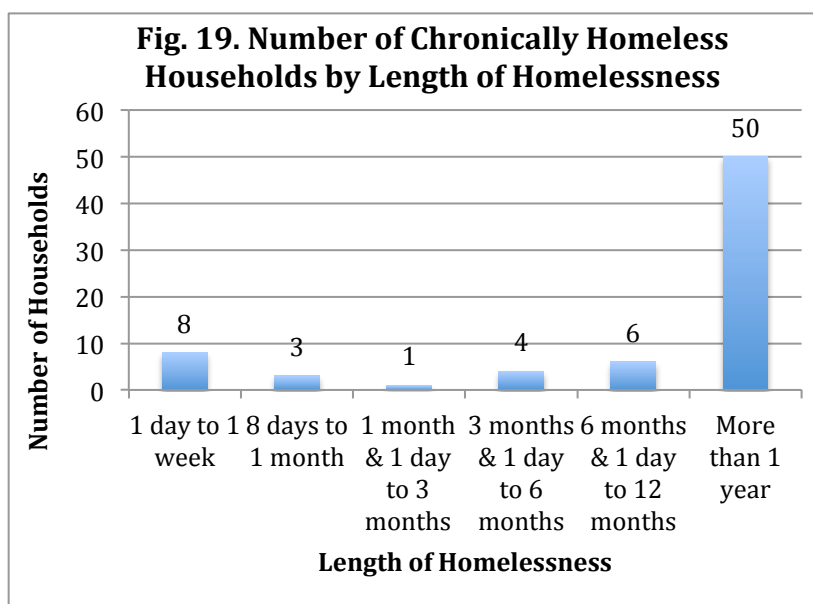 Fig. 19. Number of Chronically Homeless
Households by Length of Homelessness
Number of Households
60
50
40
30
20
10
0
8
3
1
4
6
50
1 day to 1
week
8 days to
1 month
1 month
& 1 day
to 3
months
3 months
& 1 day
to 6
months
6 months
& 1 day
to 12
months
More
than 1
year
Length of Homelessness